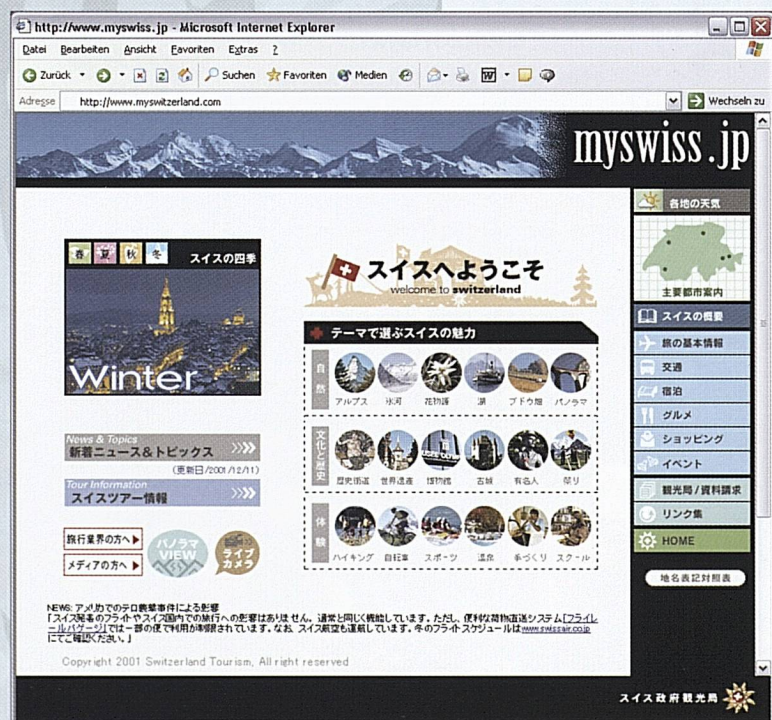 http://www.myswiss.jp - Microsoft Internet Explorer
Datei Bearbeiten Ansicht Favoriten Extras ?
Zurück Suchen Favoriten Medien
Adresse http://www.myswitzerland.com Wechseln zu
myswiss.jp
各地の天気
主要都市案内
スイスの概要
旅の基本情報
交通
宿泊
グルメ
ショッピング
イベント
観光局/資料請求
リンク集
HOME
地名表記対照表
春 夏 秋 冬 スイスの四季
Winter
News & Topics
新着ニュース&トピックス
(更新日/2001/12/11)
Tour Information
スイスツアー情報
旅行業界の方へ
メディアの方へ
パノラマ
VIEW
ライブ
カメラ
スイスへようこそ
welcome to switzerland
テーマで選ぶスイスの魅力
自然
アルプス 氷河 花物語 湖 ブドウ畑 パノラマ
文化と歴史
歴史街道 世界遺産 博物館 古城 有名人 祭り
体験
ハイキング 自転車 スポーツ 温泉 手づくり スクール
NEWS: アメリカでのテロ襲撃事件による影響
「スイス発着のフライトやスイス国内での旅行への影響はありません。通常と同じく機能しています。ただし、便利な荷物直送システム「フライレ
ールバゲージ」では一部の便で利用が制限されています。なお、スイス航空も運航しています。冬のフライトスケジュールはwww.swissair.co.jp
にてご確認ください。」
Copyright 2001 Switzerland Tourism, All right reserved
スイス政府観光局